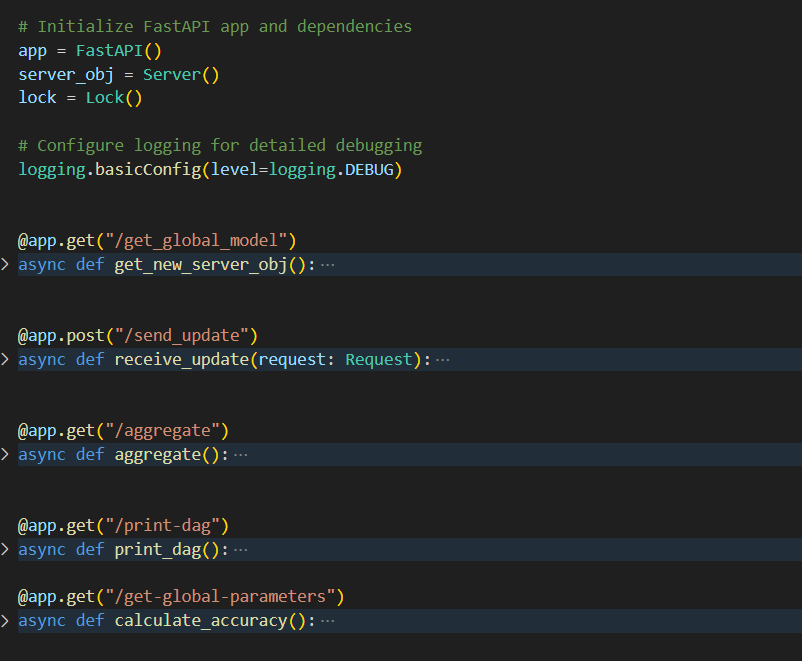 # Initialize FastAPI app and dependencies
app = FastAPI()
server_obj = Server()
lock = Lock()
# Configure logging for detailed debugging
logging.basicConfig(level=logging.DEBUG)
@app.get("/get_global_model")
async def get_new_server_obj():···
@app.post("/send_update")
async def receive_update(request: Request):···
@app.get("/aggregate")
async def aggregate():···
@app.get("/print-dag")
async def print_dag():···
@app.get("/get-global-parameters")
async def calculate_accuracy():···